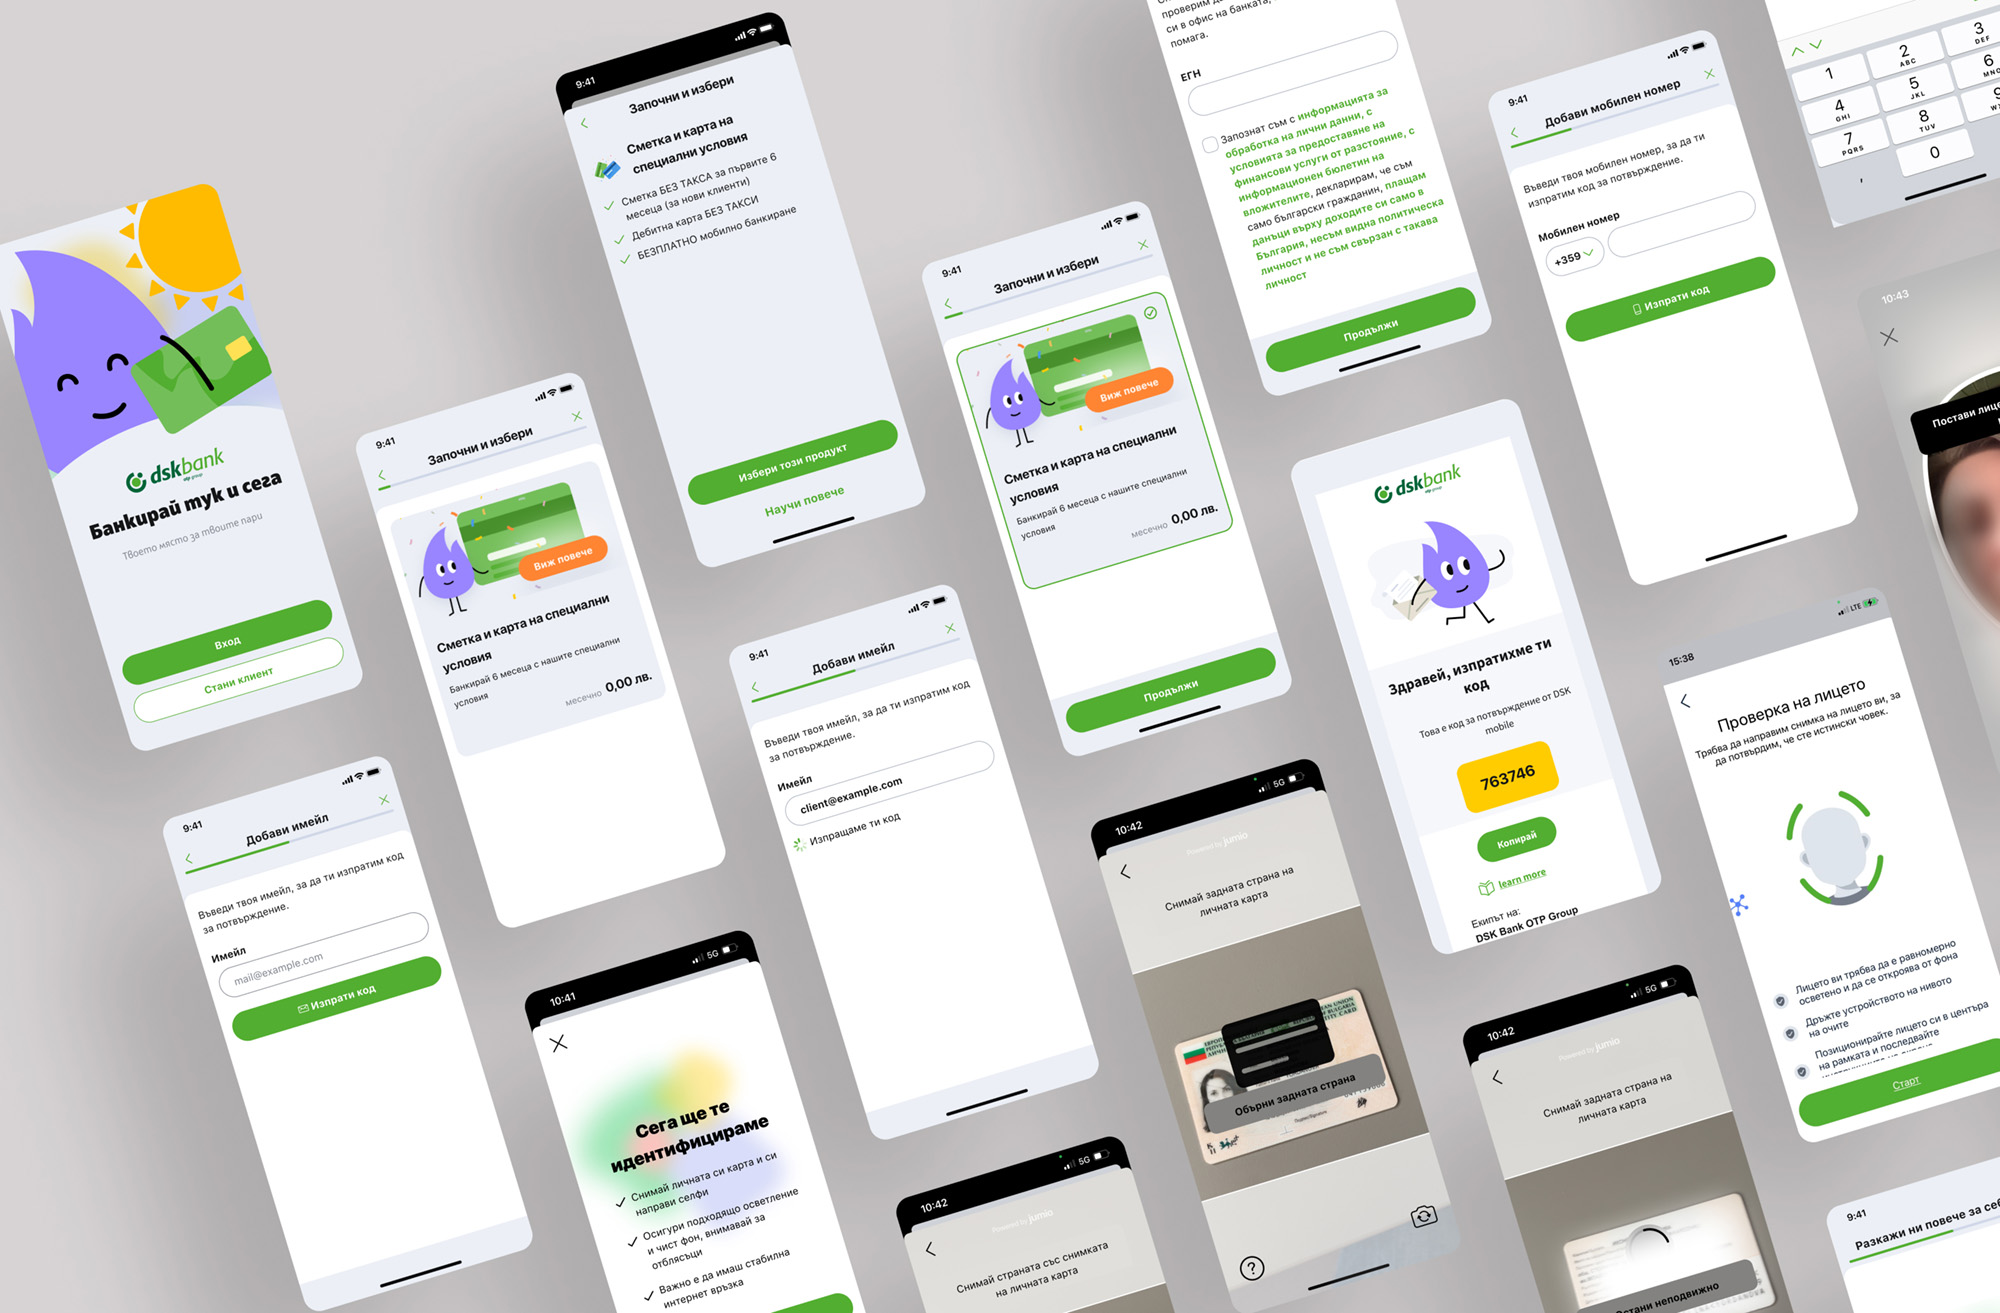 dskbank
otp group
Банкирай тук и сега
Твоето място за твоите пари
Вход
Стани клиент
9:41
Добави имейл
Въведи твоя имейл, за да ти изпратим код
за потвърждение.
Имейл
mail@example.com
Изпрати код
9:41
Започни и избери
Виж повече
Сметка и карта на специални
условия
Банкирай 6 месеца с нашите специални
условия
месечно 0,00 лв.
5G
10:41
Сега ще те
идентифицираме
Снимай личната си карта и си
направи селфи
Осигури подходящо осветление
и чист фон, внимавай за
отблясъци
Важно е да имаш стабилна
интернет връзка
9:41
Започни и избери
Сметка и карта на
специални условия
Сметка БЕЗ ТАКСА за първите 6
месеца (за нови клиенти)
Дебитна карта БЕЗ ТАКСИ
БЕЗПЛАТНО мобилно банкиране
Избери този продукт
Научи повече
9:41
Добави имейл
Въведи твоя имейл, за да ти изпратим код
за потвърждение.
Имейл
client@example.com
Изпращаме ти код
5G
10:42
Powered by jumio
Снимай страната със снимката
на личната карта
9:41
Започни и избери
Виж повече
Сметка и карта на специални
условия
Банкирай 6 месеца с нашите специални
условия
месечно 0,00 лв.
Продължи
5G
10:42
Powered by jumio
Снимай задната страна на
личната карта
Обърни задната страна
си в офис на банката,
помага.
ЕГН
Запознат съм с информацията за
обработка на лични данни, с
условията за предоставяне на
финансови услуги от разстояние, с
информационен бюлетин на
вложителите, декларирам, че съм
само български гражданин, плащам
данъци върху доходите си само в
България, несъм видна политическа
личност и не съм свързан с такава
личност
Продължи
dskbank
otp group
Здравей, изпратихме ти
код
Това е код за потвърждение от DSK
mobile
763746
Копирай
learn more
Екипът на:
DSK Bank OTP Group
5G
10:42
Powered by jumio
Снимай задната страна на
личната карта
неподвижно
9:41
Добави мобилен номер
Въведи твоя мобилен номер, за да ти
изпратим код за потвърждение.
Мобилен номер
+359
Изпрати код
LTE
15:38
Проверка на лицето
Трябва да направим снимка на лицето ви, за
да потвърдим, че сте истински човек.
Лицето ви трябва да е равномерно
осветено и да се откроява от фона
Дръжте устройството на нивото
на очите
Позиционирайте лицето си в центъра
на рамката и последвайте
Старт
9:41
Разкажи ни повече за
1
2
ABC
3
DEF
4
GHI
5
JKL
6
7
PQRS
8
TUV
0
10:43
Постави